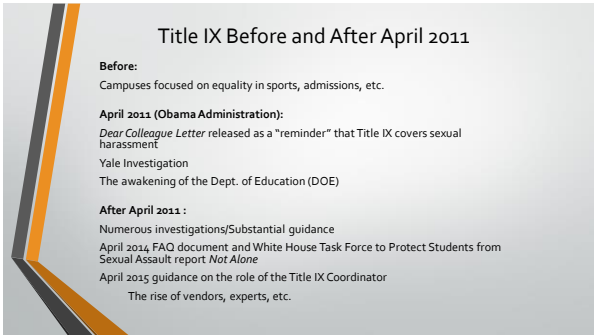 Title IX Before and After April 2011
Before:
Campuses focused on equality in sports, admissions, etc.
April 2011 (Obama Administration):
Dear Colleague Letter released as a “reminder” that Title IX covers sexual
harassment
Yale Investigation
The awakening of the Dept. of Education (DOE)
After April 2011 :
Numerous investigations/Substantial guidance
April 2014 FAQ document and White House Task Force to Protect Students from
Sexual Assault report Not Alone
April 2015 guidance on the role of the Title IX Coordinator
The rise of vendors, experts, etc.